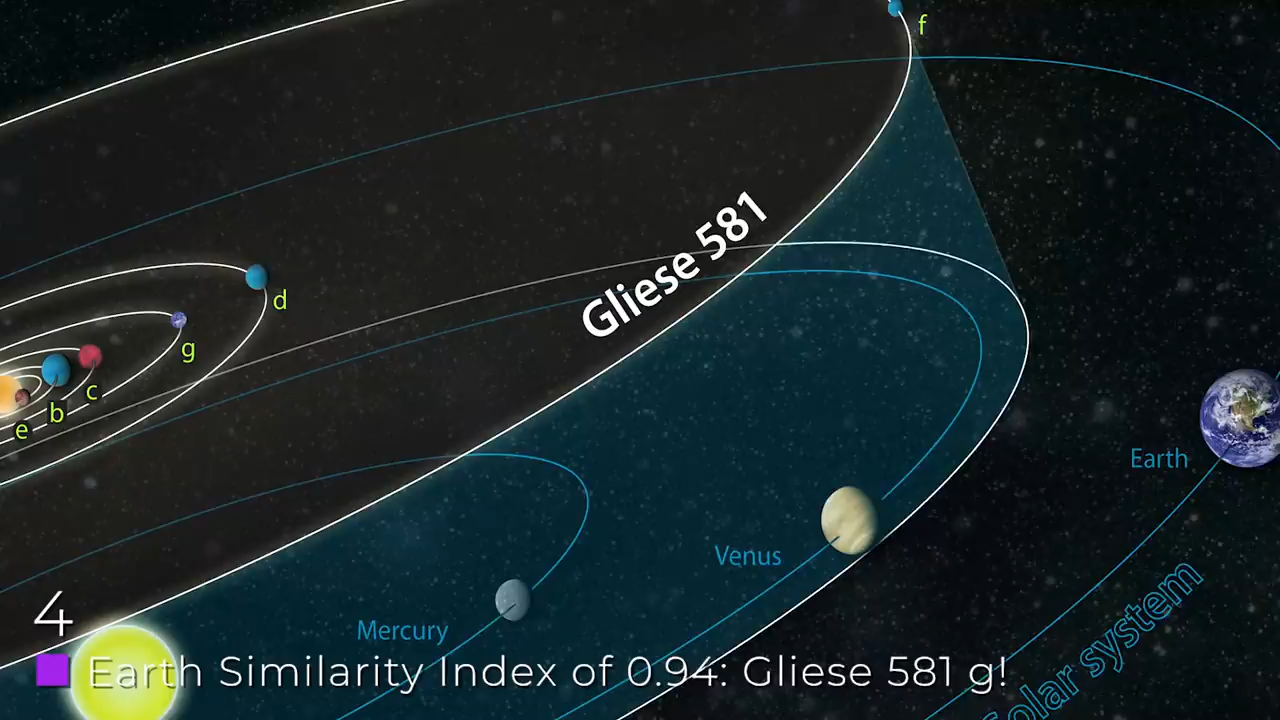 f
Gliese 581
d
g
c
b
e
Earth
Venus
Mercury
Solar system
4
Earth Similarity Index of 0.94: Gliese 581 g!